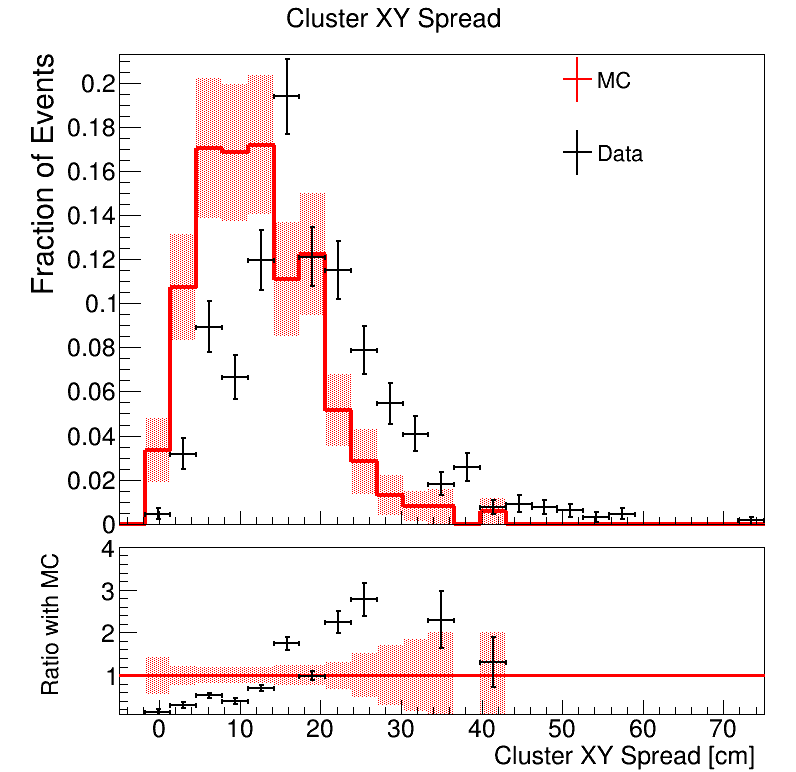 Cluster XY Spread
Fraction of Events
0.2
0.18
0.16
0.14
0.12
0.1
0.08
0.06
0.04
0.02
0
MC
Data
Ratio with MC
4
3
2
1
0 10 20 30 40 50 60 70
Cluster XY Spread [cm]